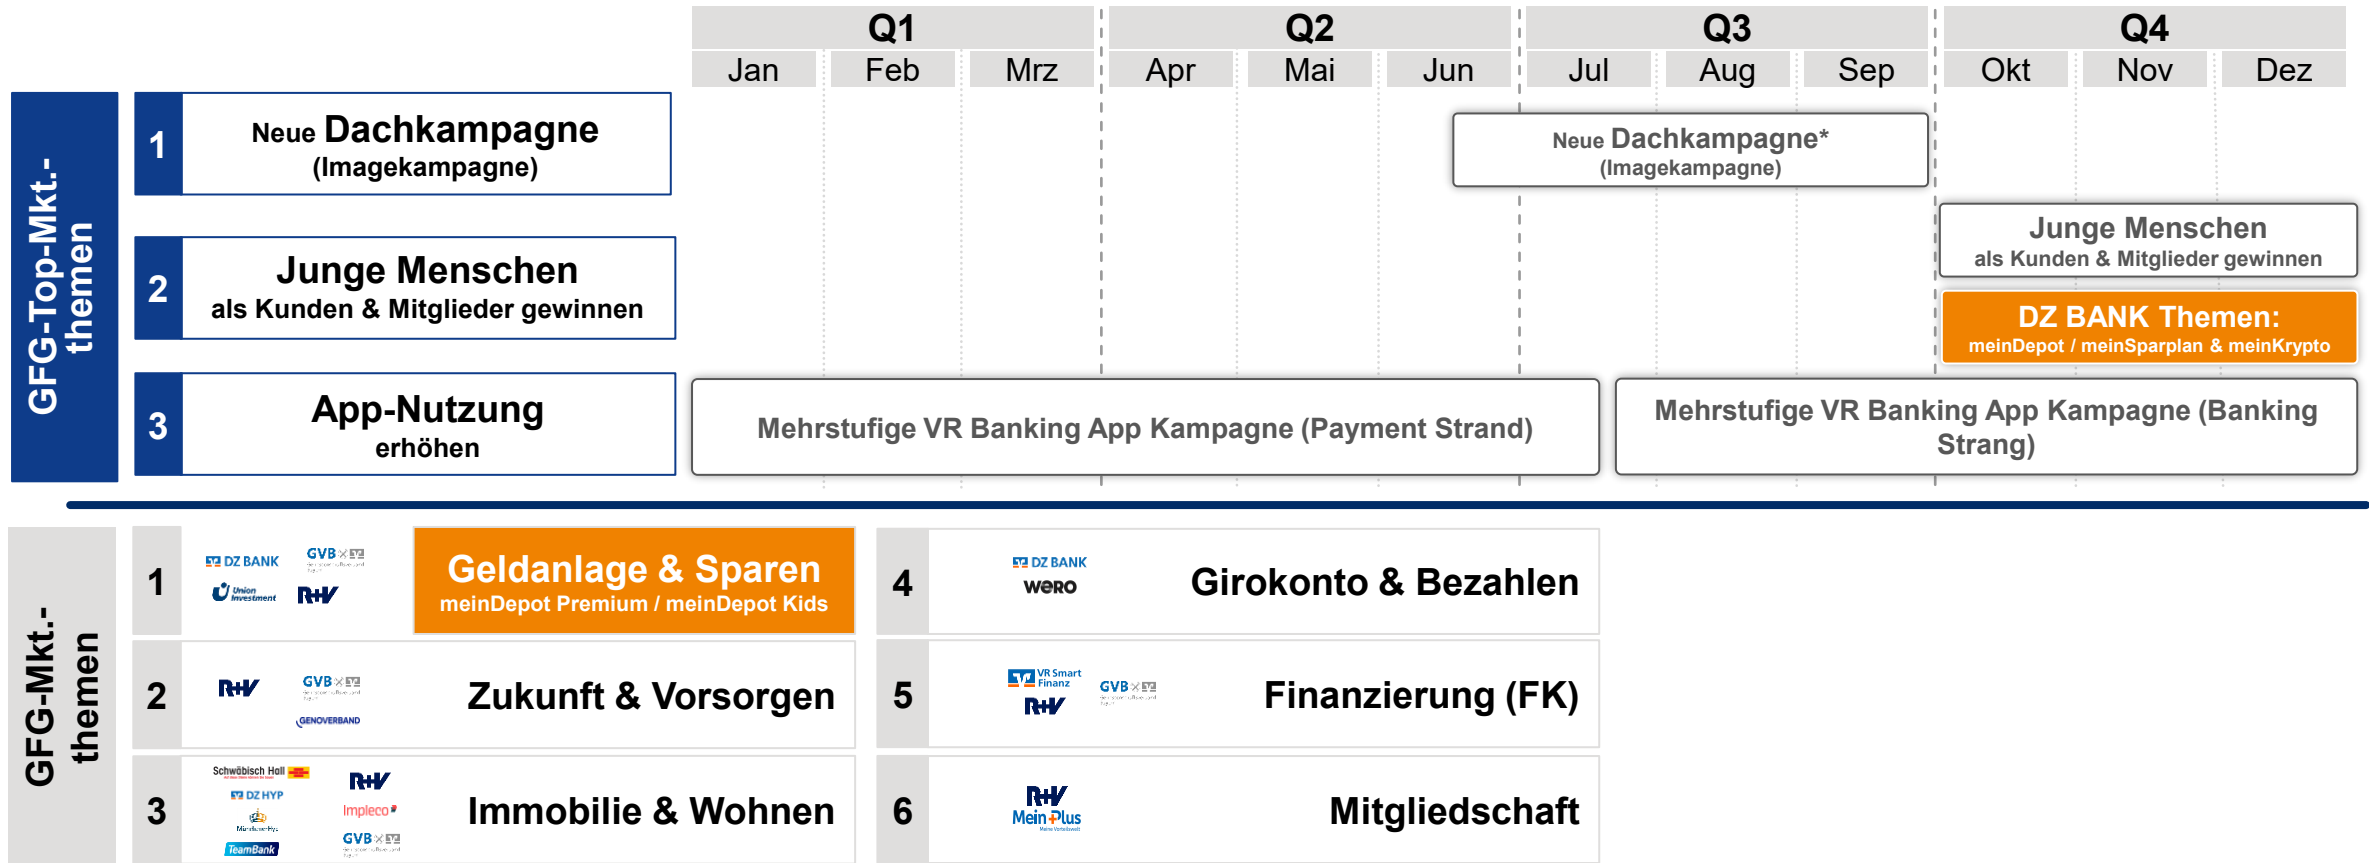 Q1
Q2
Q3
Q4
Jan
Feb
Mrz
Apr
Mai
Jun
Jul
Aug
Sep
Okt
Nov
Dez
GFG-Top-Mkt.-
themen
1
Neue Dachkampagne
(Imagekampagne)
Neue Dachkampagne*
(Imagekampagne)
2
Junge Menschen
als Kunden & Mitglieder gewinnen
Junge Menschen
als Kunden & Mitglieder gewinnen
DZ BANK Themen:
meinDepot / meinSparplan & meinKrypto
3
App-Nutzung
erhöhen
Mehrstufige VR Banking App Kampagne (Payment Strand)
Mehrstufige VR Banking App Kampagne (Banking
Strang)
GFG-Mkt.-
themen
1
DZ BANK
GVB
Union
Investment
R+V
Geldanlage & Sparen
meinDepot Premium / meinDepot Kids
2
R+V
GVB
GENOVERBAND
Zukunft & Vorsorgen
3
Schwäbisch Hall
R+V
DZ HYP
Impleco
MünchenerHyp
GVB
TeamBank
Immobilie & Wohnen
4
DZ BANK
wero
Girokonto & Bezahlen
5
VR Smart
Finanz
R+V
GVB
Finanzierung (FK)
6
R+V
Mein Plus
Meine Vorteilswelt
Mitgliedschaft